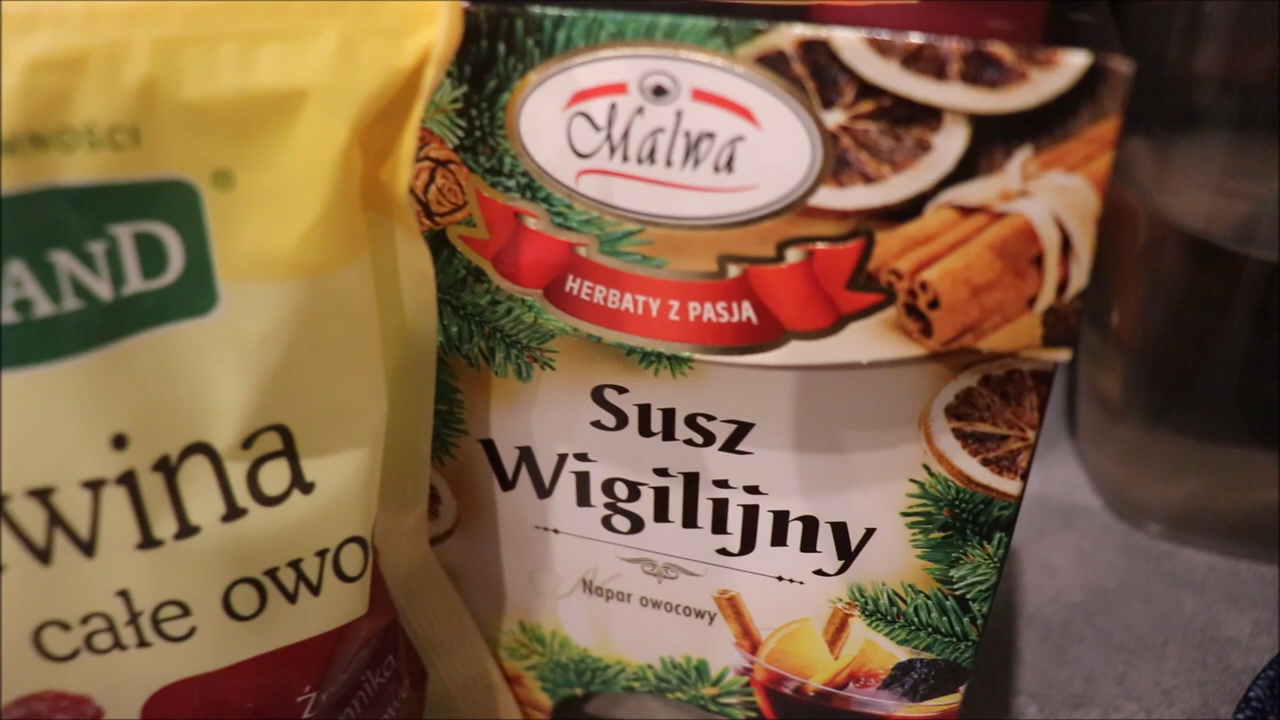 AND
®
wina
całe owo
Malwa
HERBATY Z PASJĄ
Susz
Wigilijny
Napar owocowy